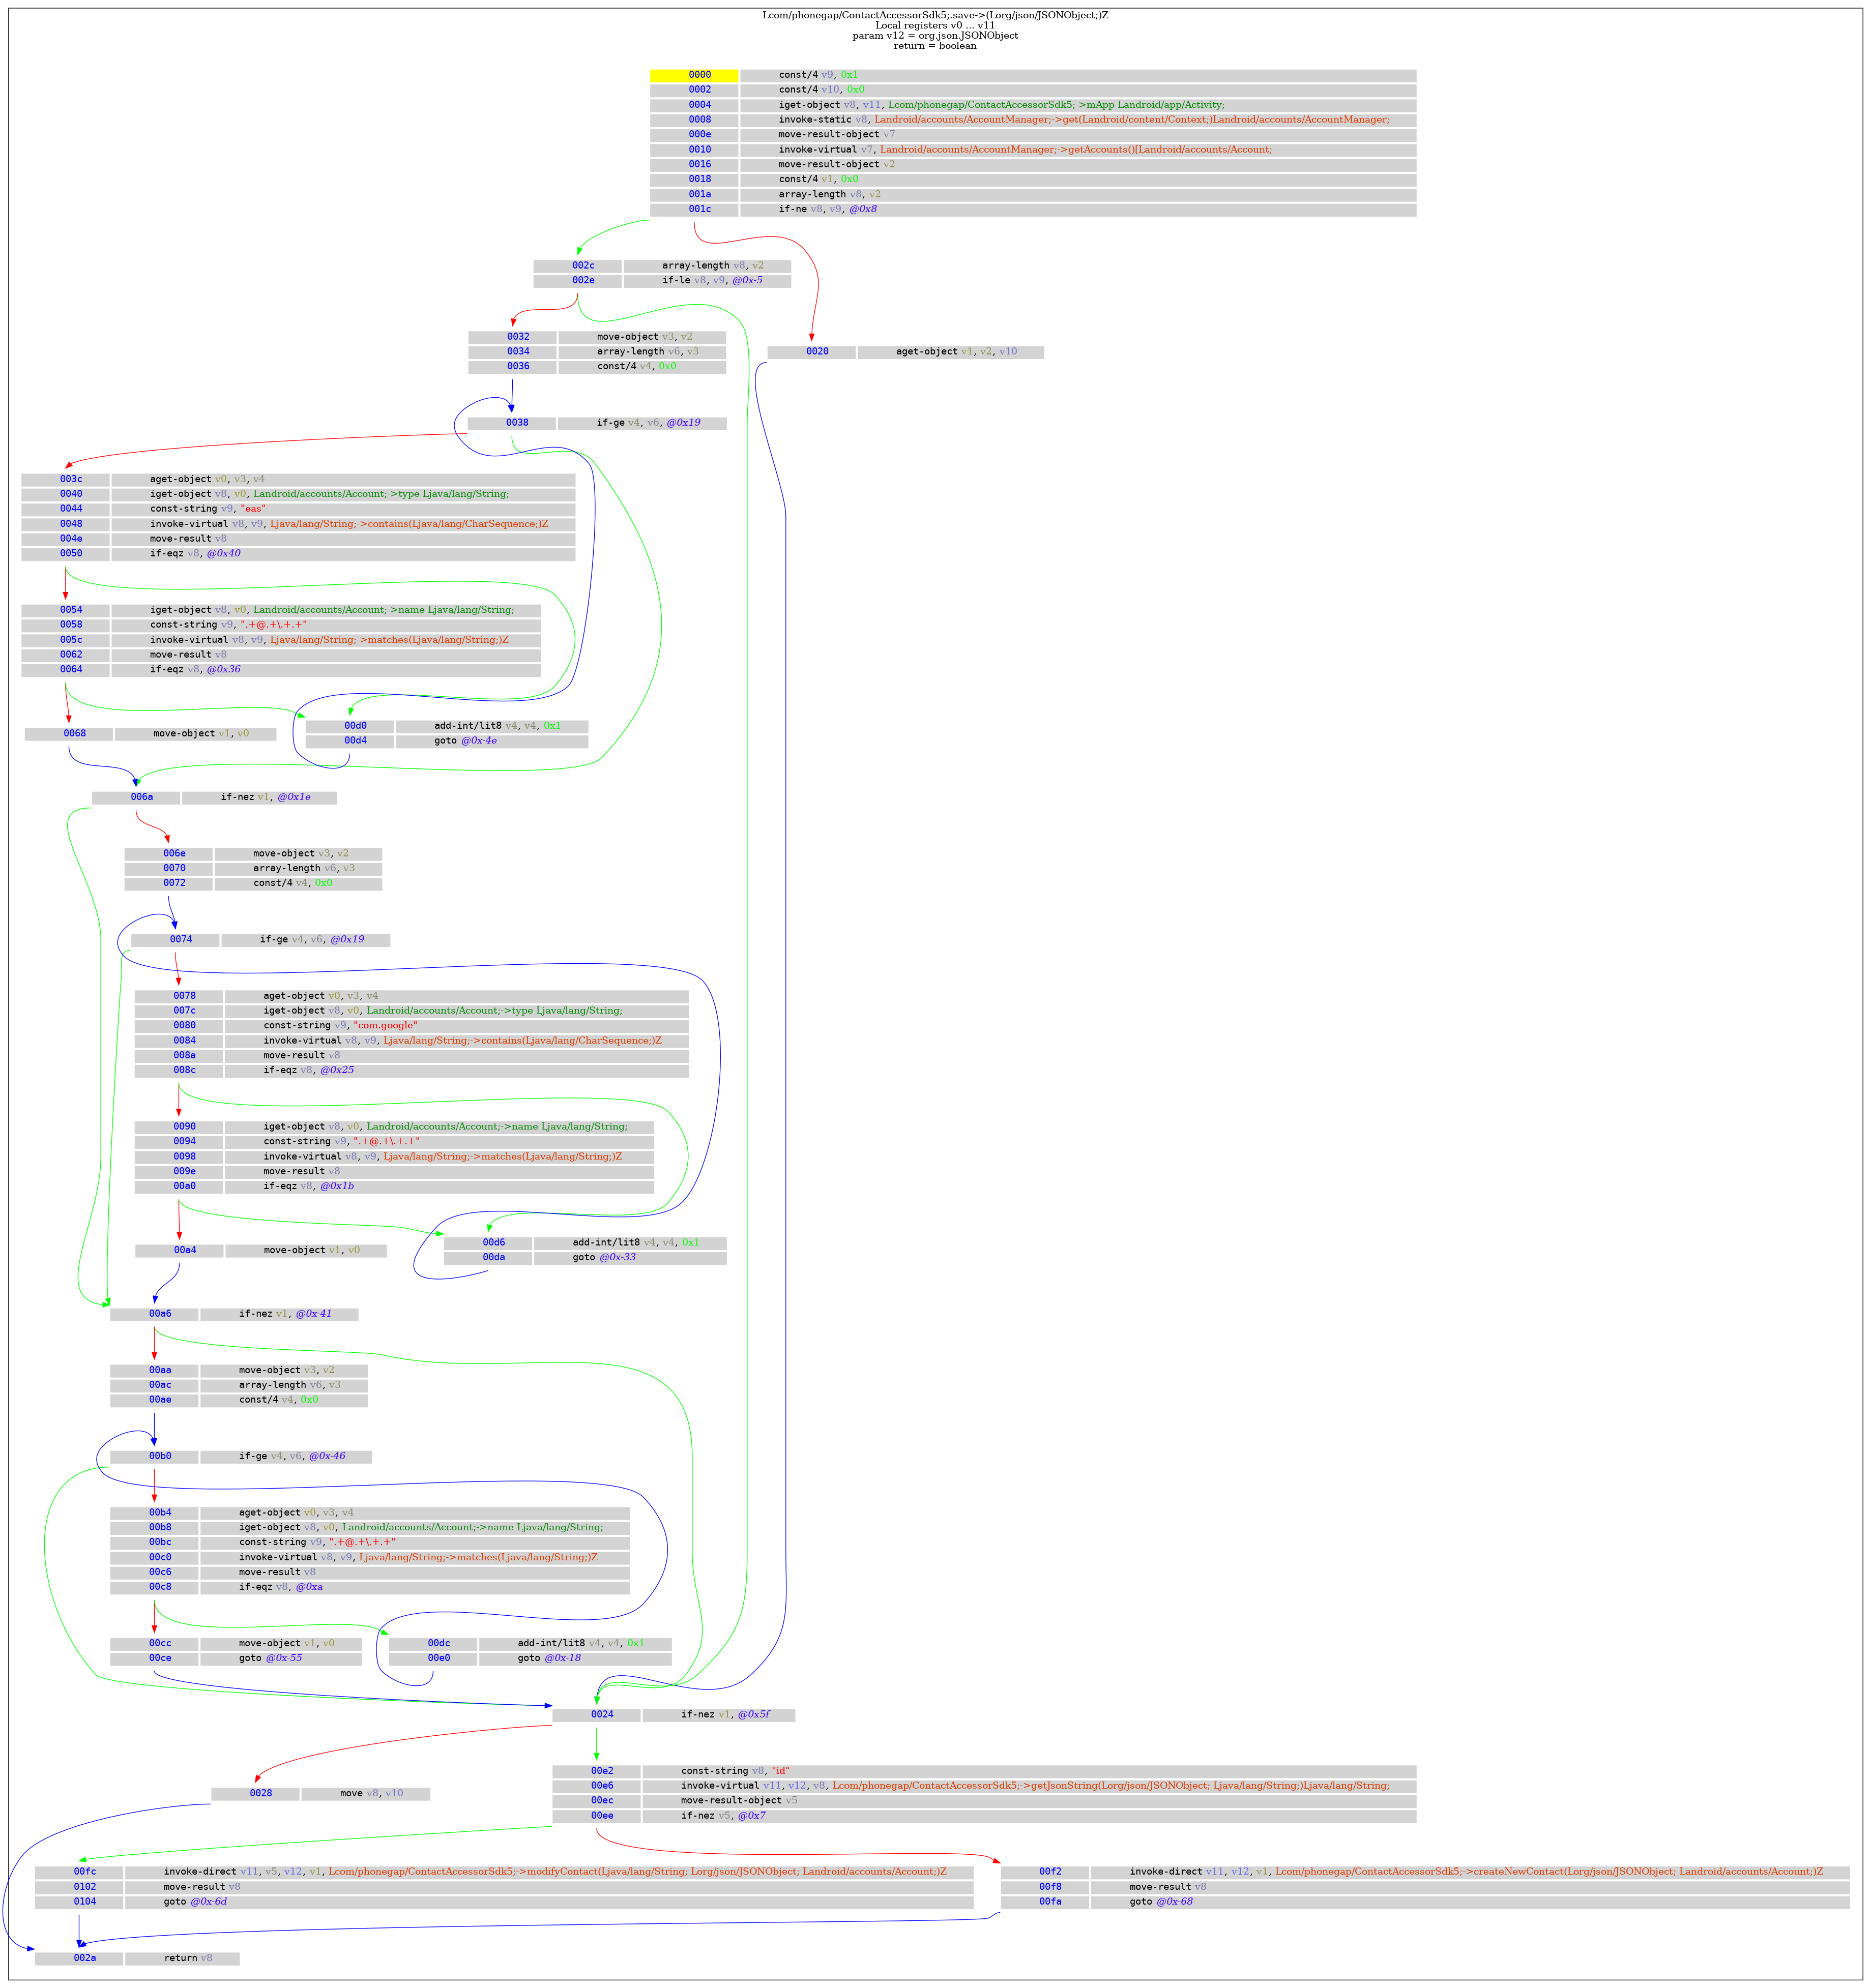 Lcom/phonegap/ContactAccessorSdk5;.save->(Lorg/json/JSONObject;)Z
Local registers v0 ... v11
param v12 = org.json.JSONObject
return = boolean
0000 const/4 v9, 0x1
0002 const/4 v10, 0x0
0004 iget-object v8, v11, Lcom/phonegap/ContactAccessorSdk5;->mApp Landroid/app/Activity;
0008 invoke-static v8, Landroid/accounts/AccountManager;->get(Landroid/content/Context;)Landroid/accounts/AccountManager;
000e move-result-object v7
0010 invoke-virtual v7, Landroid/accounts/AccountManager;->getAccounts()[Landroid/accounts/Account;
0016 move-result-object v2
0018 const/4 v1, 0x0
001a array-length v8, v2
001c if-ne v8, v9, @0x8
002c array-length v8, v2
002e if-le v8, v9, @0x-5
0032 move-object v3, v2
0034 array-length v6, v3
0036 const/4 v4, 0x0
0020 aget-object v1, v2, v10
0038 if-ge v4, v6, @0x19
003c aget-object v0, v3, v4
0040 iget-object v8, v0, Landroid/accounts/Account;->type Ljava/lang/String;
0044 const-string v9, "eas"
0048 invoke-virtual v8, v9, Ljava/lang/String;->contains(Ljava/lang/CharSequence;)Z
004e move-result v8
0050 if-eqz v8, @0x40
0054 iget-object v8, v0, Landroid/accounts/Account;->name Ljava/lang/String;
0058 const-string v9, ".+@.+\.+.+"
005c invoke-virtual v8, v9, Ljava/lang/String;->matches(Ljava/lang/String;)Z
0062 move-result v8
0064 if-eqz v8, @0x36
0068 move-object v1, v0
00d0 add-int/lit8 v4, v4, 0x1
00d4 goto @0x-4e
006a if-nez v1, @0x1e
006e move-object v3, v2
0070 array-length v6, v3
0072 const/4 v4, 0x0
0074 if-ge v4, v6, @0x19
0078 aget-object v0, v3, v4
007c iget-object v8, v0, Landroid/accounts/Account;->type Ljava/lang/String;
0080 const-string v9, "com.google"
0084 invoke-virtual v8, v9, Ljava/lang/String;->contains(Ljava/lang/CharSequence;)Z
008a move-result v8
008c if-eqz v8, @0x25
0090 iget-object v8, v0, Landroid/accounts/Account;->name Ljava/lang/String;
0094 const-string v9, ".+@.+\.+.+"
0098 invoke-virtual v8, v9, Ljava/lang/String;->matches(Ljava/lang/String;)Z
009e move-result v8
00a0 if-eqz v8, @0x1b
00a4 move-object v1, v0
00d6 add-int/lit8 v4, v4, 0x1
00da goto @0x-33
00a6 if-nez v1, @0x-41
00aa move-object v3, v2
00ac array-length v6, v3
00ae const/4 v4, 0x0
00b0 if-ge v4, v6, @0x-46
00b4 aget-object v0, v3, v4
00b8 iget-object v8, v0, Landroid/accounts/Account;->name Ljava/lang/String;
00bc const-string v9, ".+@.+\.+.+"
00c0 invoke-virtual v8, v9, Ljava/lang/String;->matches(Ljava/lang/String;)Z
00c6 move-result v8
00c8 if-eqz v8, @0xa
00cc move-object v1, v0
00ce goto @0x-55
00dc add-int/lit8 v4, v4, 0x1
00e0 goto @0x-18
0024 if-nez v1, @0x5f
0028 move v8, v10
00e2 const-string v8, "id"
00e6 invoke-virtual v11, v12, v8, Lcom/phonegap/ContactAccessorSdk5;->getJsonString(Lorg/json/JSONObject; Ljava/lang/String;)Ljava/lang/String;
00ec move-result-object v5
00ee if-nez v5, @0x7
00fc invoke-direct v11, v5, v12, v1, Lcom/phonegap/ContactAccessorSdk5;->modifyContact(Ljava/lang/String; Lorg/json/JSONObject; Landroid/accounts/Account;)Z
0102 move-result v8
0104 goto @0x-6d
00f2 invoke-direct v11, v12, v1, Lcom/phonegap/ContactAccessorSdk5;->createNewContact(Lorg/json/JSONObject; Landroid/accounts/Account;)Z
00f8 move-result v8
00fa goto @0x-68
002a return v8